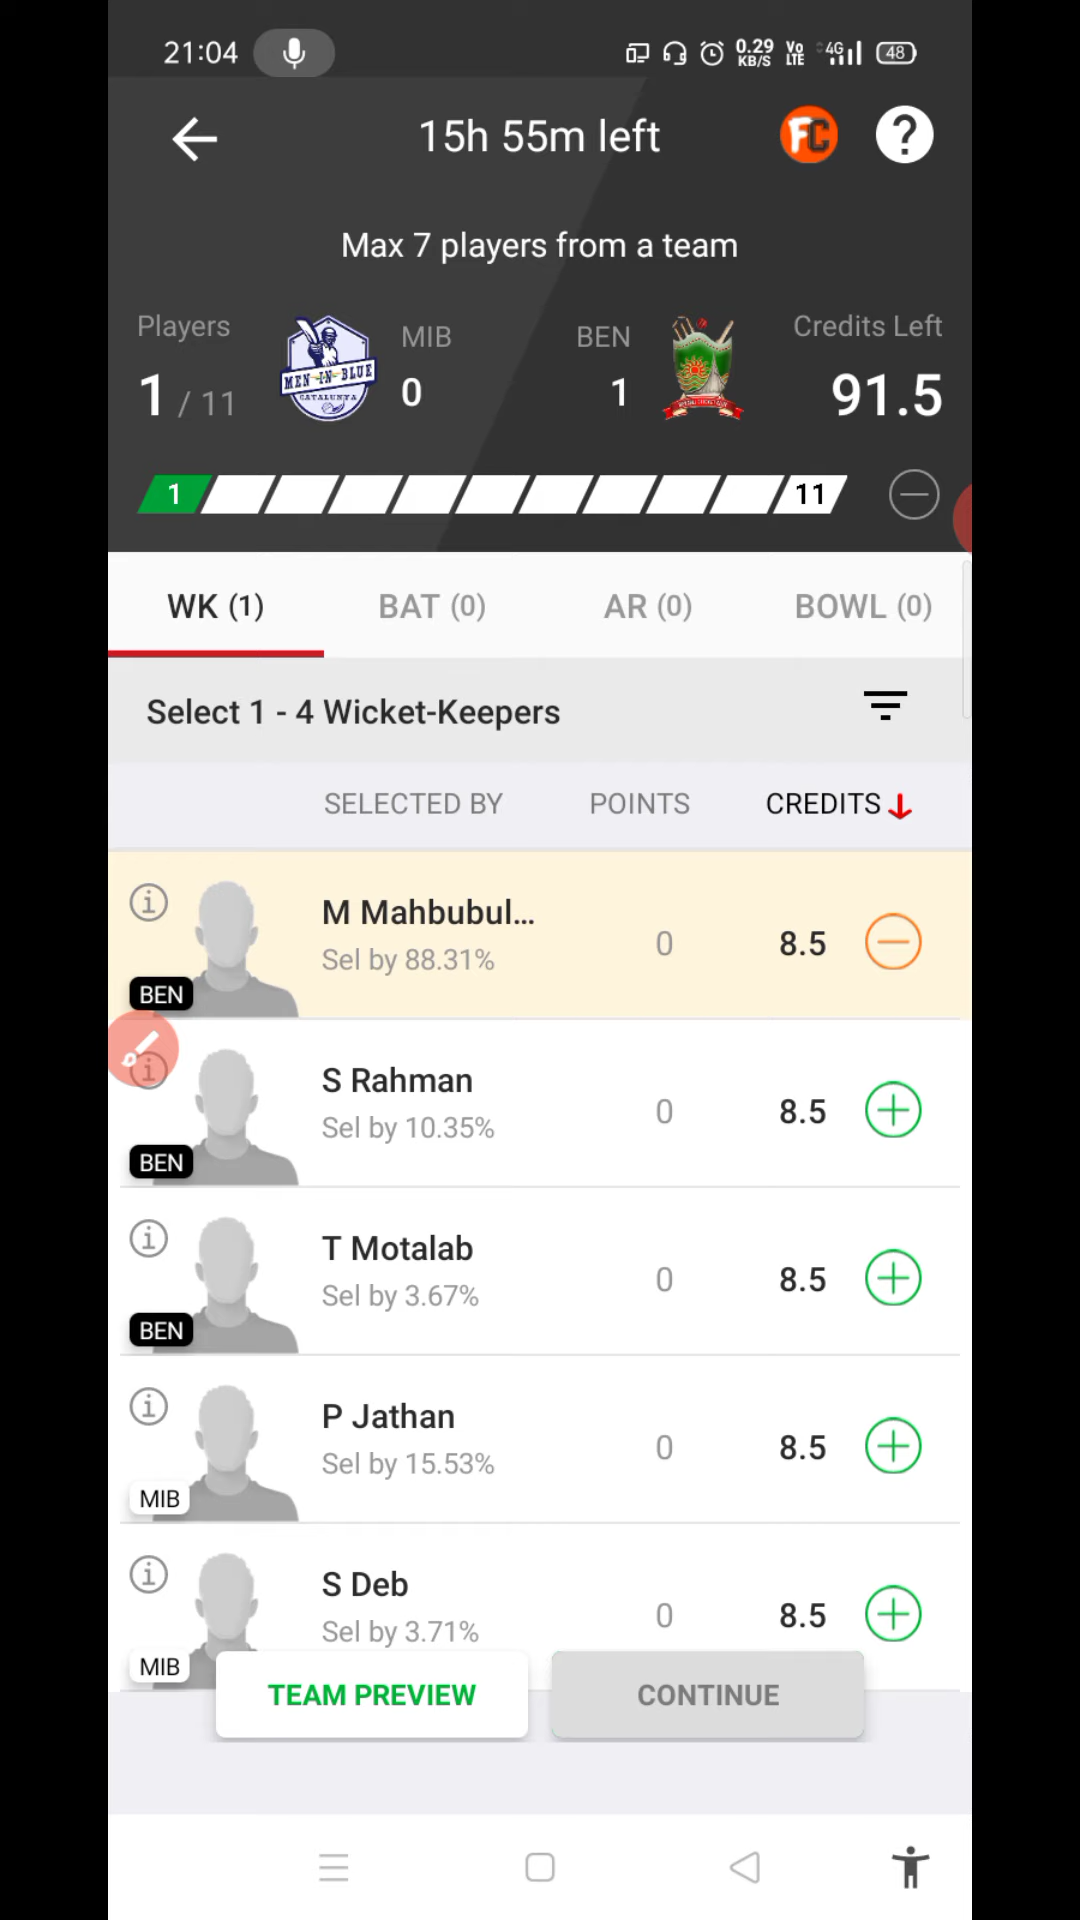 21:04
0.29 KB/S
Vo LTE
4G
48
15h 55m left
FC
?
Max 7 players from a team
Players
MEN-IN-BLUE
CATALUNYA
MIB
BEN
Credits Left
1 / 11
0
1
91.5
1
11
WK (1)
BAT (0)
AR (0)
BOWL (0)
Select 1 - 4 Wicket-Keepers
SELECTED BY
POINTS
CREDITS
M Mahbubul...
Sel by 88.31%
0
8.5
BEN
S Rahman
Sel by 10.35%
0
8.5
BEN
T Motalab
Sel by 3.67%
0
8.5
BEN
P Jathan
Sel by 15.53%
0
8.5
MIB
S Deb
Sel by 3.71%
0
8.5
MIB
TEAM PREVIEW
CONTINUE